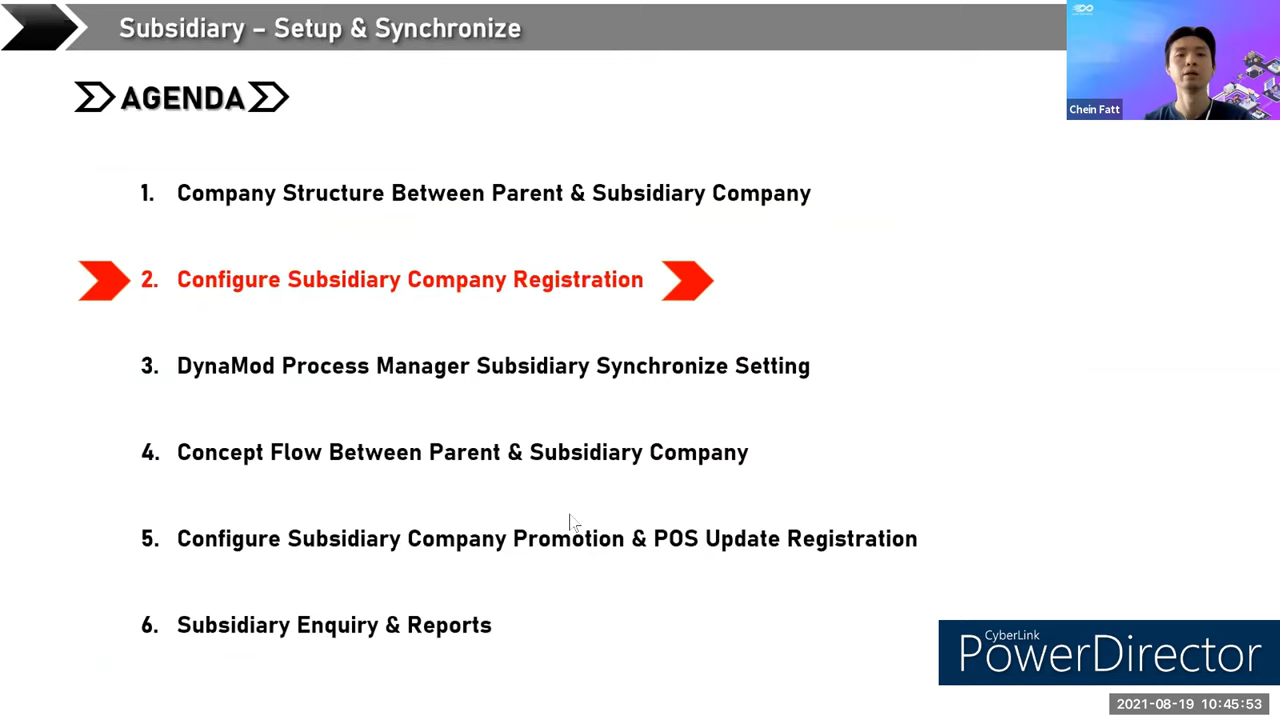 Subsidiary – Setup & Synchronize
AGENDA
Chein Fatt
1. Company Structure Between Parent & Subsidiary Company
2. Configure Subsidiary Company Registration
3. DynaMod Process Manager Subsidiary Synchronize Setting
4. Concept Flow Between Parent & Subsidiary Company
5. Configure Subsidiary Company Promotion & POS Update Registration
6. Subsidiary Enquiry & Reports
CyberLink
PowerDirector
2021-08-19 10:45:53